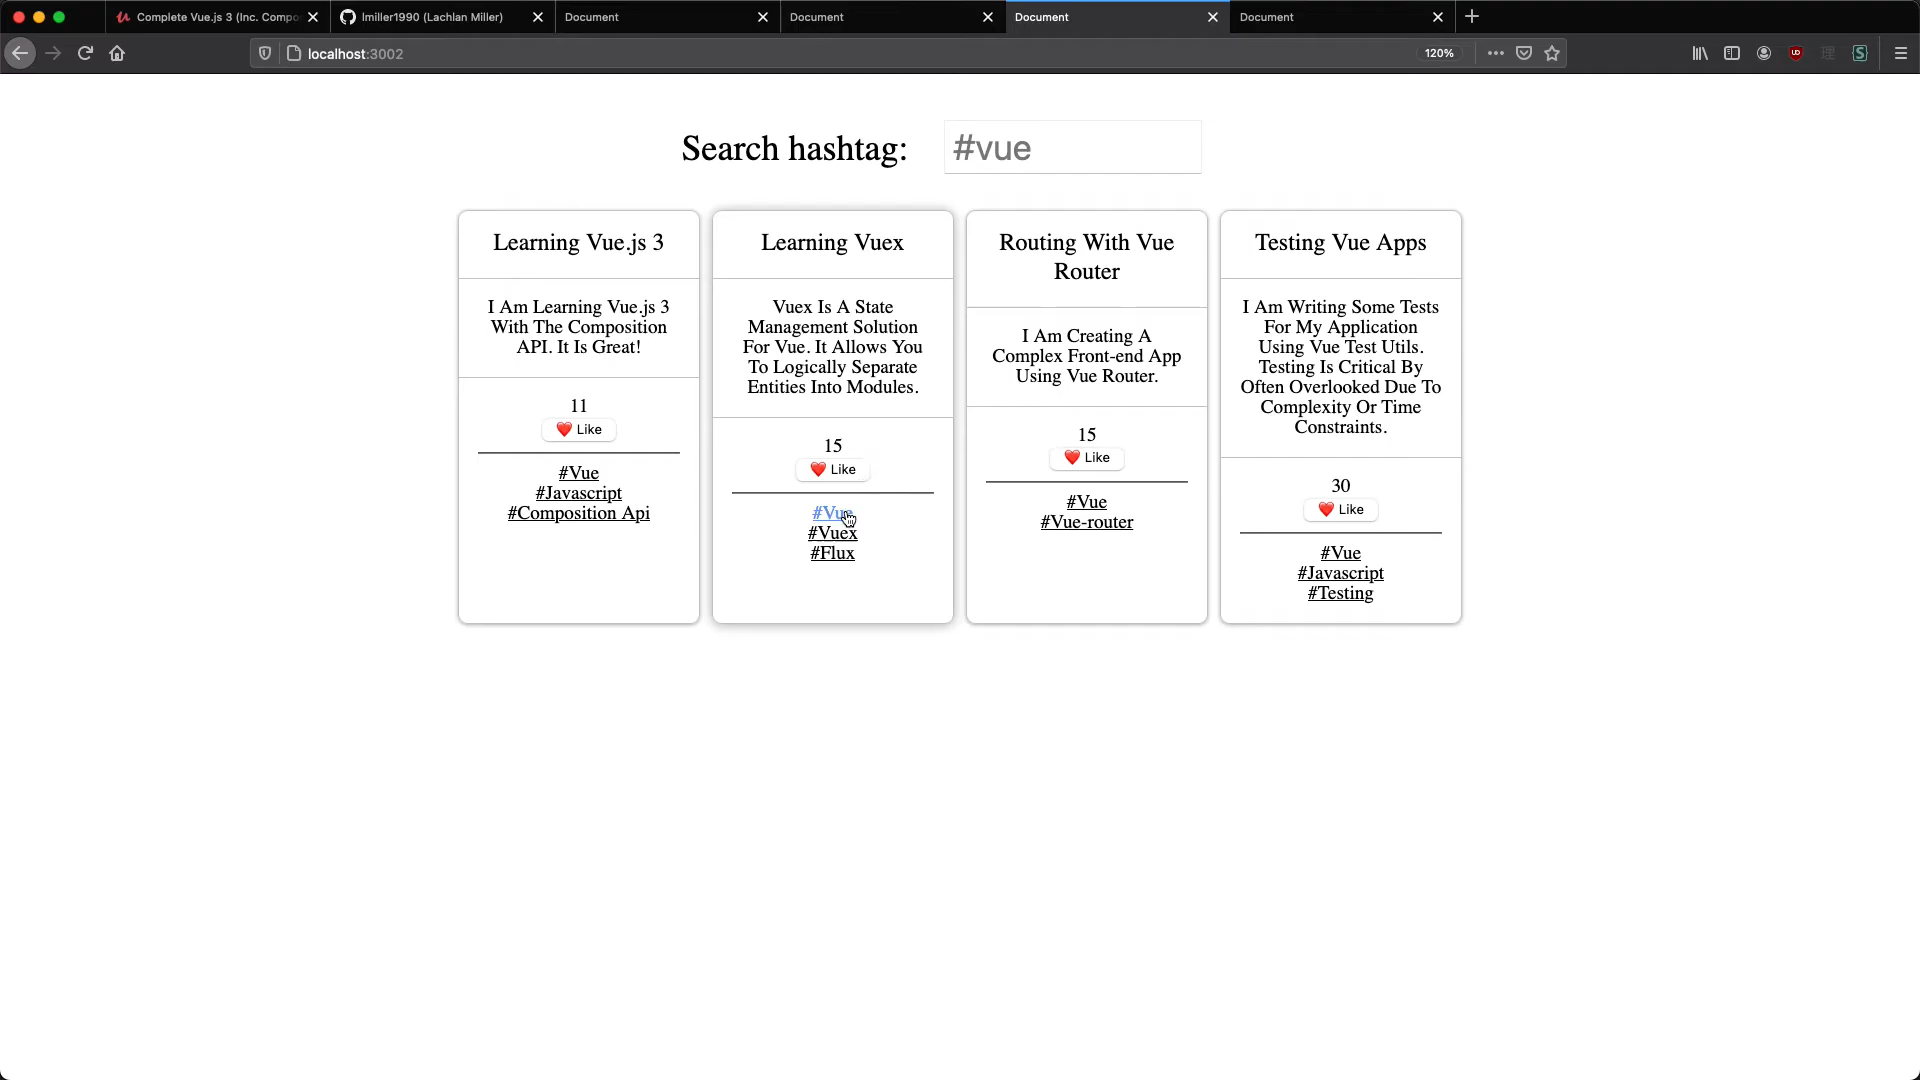 Complete Vue.js 3 (Inc. Compo
lmiller1990 (Lachlan Miller)
Document
Document
Document
Document
localhost:3002
120%
Search hashtag:
#vue
Learning Vue.js 3
I Am Learning Vue.js 3
With The Composition
API. It Is Great!
11
❤️ Like
#Vue
#Javascript
#Composition Api
Learning Vuex
Vuex Is A State
Management Solution
For Vue. It Allows You
To Logically Separate
Entities Into Modules.
15
❤️ Like
#Vue
#Vuex
#Flux
Routing With Vue
Router
I Am Creating A
Complex Front-end App
Using Vue Router.
15
❤️ Like
#Vue
#Vue-router
Testing Vue Apps
I Am Writing Some Tests
For My Application
Using Vue Test Utils.
Testing Is Critical By
Often Overlooked Due To
Complexity Or Time
Constraints.
30
❤️ Like
#Vue
#Javascript
#Testing